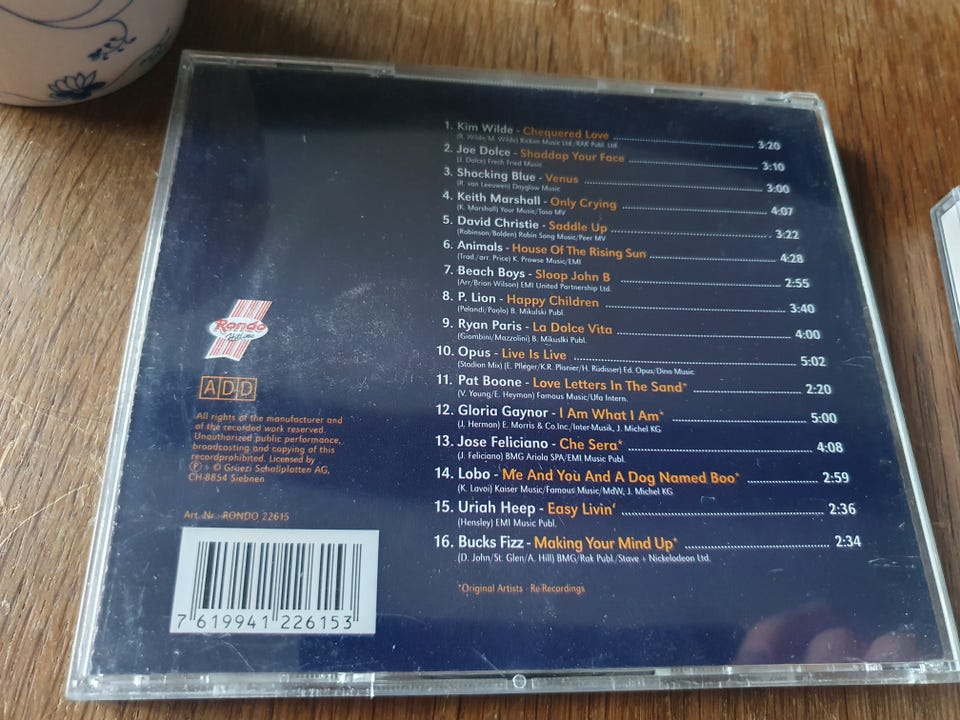 1. Kim Wilde - Chequered Love 3:20
(R. Wilde/M. Wilde) Rickim Music Ltd./RAK Publ. Ltd.
2. Joe Dolce - Shaddap Your Face 3:10
(J. Dolce) Frech Fried Music
3. Shocking Blue - Venus 3:00
(R. van Leeuwen) Dayglow Music
4. Keith Marshall - Only Crying 4:07
(K. Marshall) Your Music/Toso MV
5. David Christie - Saddle Up 3:22
(Robinson/Bolden) Robin Song Music/Peer MV
6. Animals - House Of The Rising Sun 4:28
(Trad./arr. Price) K. Prowse Music/EMI
7. Beach Boys - Sloop John B 2:55
(Arr/Brian Wilson) EMI United Partnership Ltd.
8. P. Lion - Happy Children 3:40
(Pelandi/Paolo) B. Mikulski Publ.
9. Ryan Paris - La Dolce Vita 4:00
(Giombini/Mazzolini) B. Mikuslki Publ.
10. Opus - Live Is Live 5:02
(Stadion Mix) (E. Pfleger/K.R. Plisnier/H. Rüdisser) Ed. Opus/Dino Music
11. Pat Boone - Love Letters In The Sand* 2:20
(V. Young/E. Heyman) Famous Music/Ufa Intern.
12. Gloria Gaynor - I Am What I Am* 5:00
(J. Herman) E. Morris & Co.Inc./Inter-Musik, J. Michel KG
13. Jose Feliciano - Che Sera* 4:08
(J. Feliciano) BMG Ariola SPA/EMI Music Publ.
14. Lobo - Me And You And A Dog Named Boo* 2:59
(K. Lavoi) Kaiser Music/Famous Music/MdW, J. Michel KG
15. Uriah Heep - Easy Livin' 2:36
(Hensley) EMI Music Publ.
16. Bucks Fizz - Making Your Mind Up* 2:34
(D. John/St. Glen/A. Hill) BMG/Rak Publ./Stave + Nickelodeon Ltd.
*Original Artists - Re-Recordings
Rondo
Hitline
ADD
All rights of the manufacturer and
of the recorded work reserved.
Unauthorized public performance,
broadcasting and copying of this
recordprohibited. Licensed by
℗ + © Grüezi Schallplatten AG,
CH-8854 Siebnen
Art. Nr.: RONDO 22615
7 619941 226153